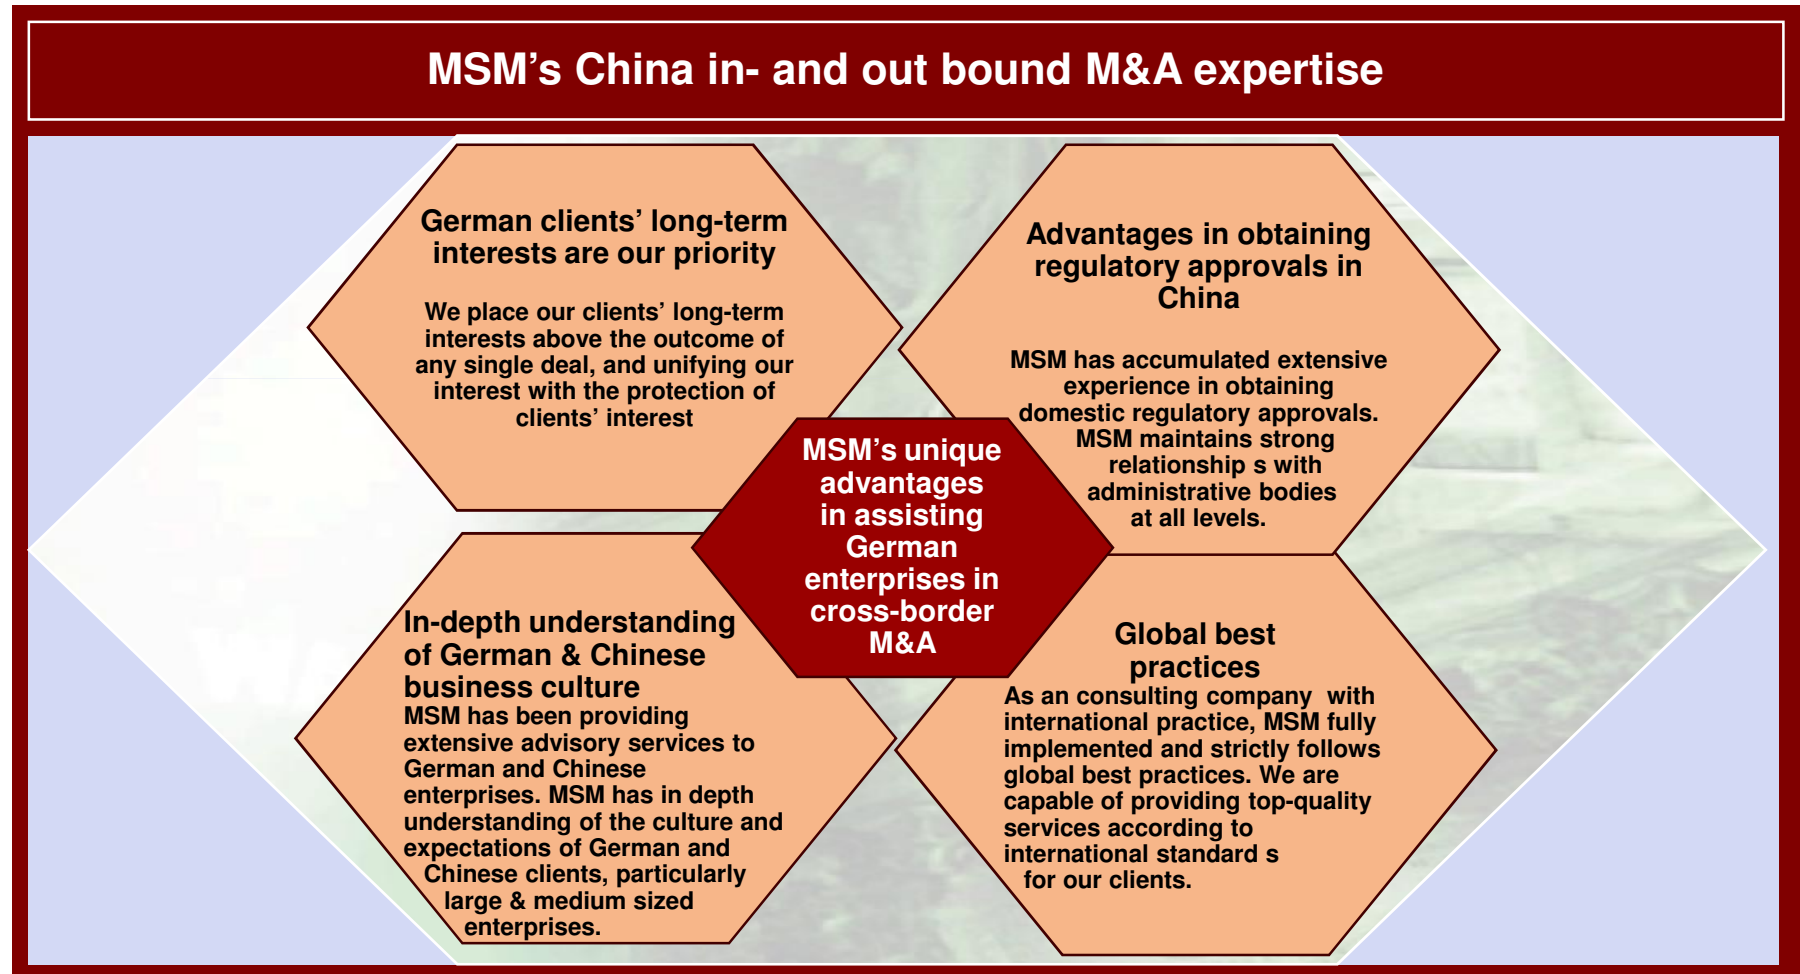 MSM’s China in- and out bound M&A expertise
German clients’ long-term
interests are our priority
We place our clients’ long-term
interests above the outcome of
any single deal, and unifying our
interest with the protection of
clients’ interest
Advantages in obtaining
regulatory approvals in
China
MSM has accumulated extensive
experience in obtaining
domestic regulatory approvals.
MSM maintains strong
relationship s with
administrative bodies
at all levels.
MSM’s unique
advantages
in assisting
German
enterprises in
cross-border
M&A
In-depth understanding
of German & Chinese
business culture
MSM has been providing
extensive advisory services to
German and Chinese
enterprises. MSM has in depth
understanding of the culture and
expectations of German and
Chinese clients, particularly
large & medium sized
enterprises.
Global best
practices
As an consulting company  with
international practice, MSM fully
implemented and strictly follows
global best practices. We are
capable of providing top-quality
services according to
international standard s
for our clients.